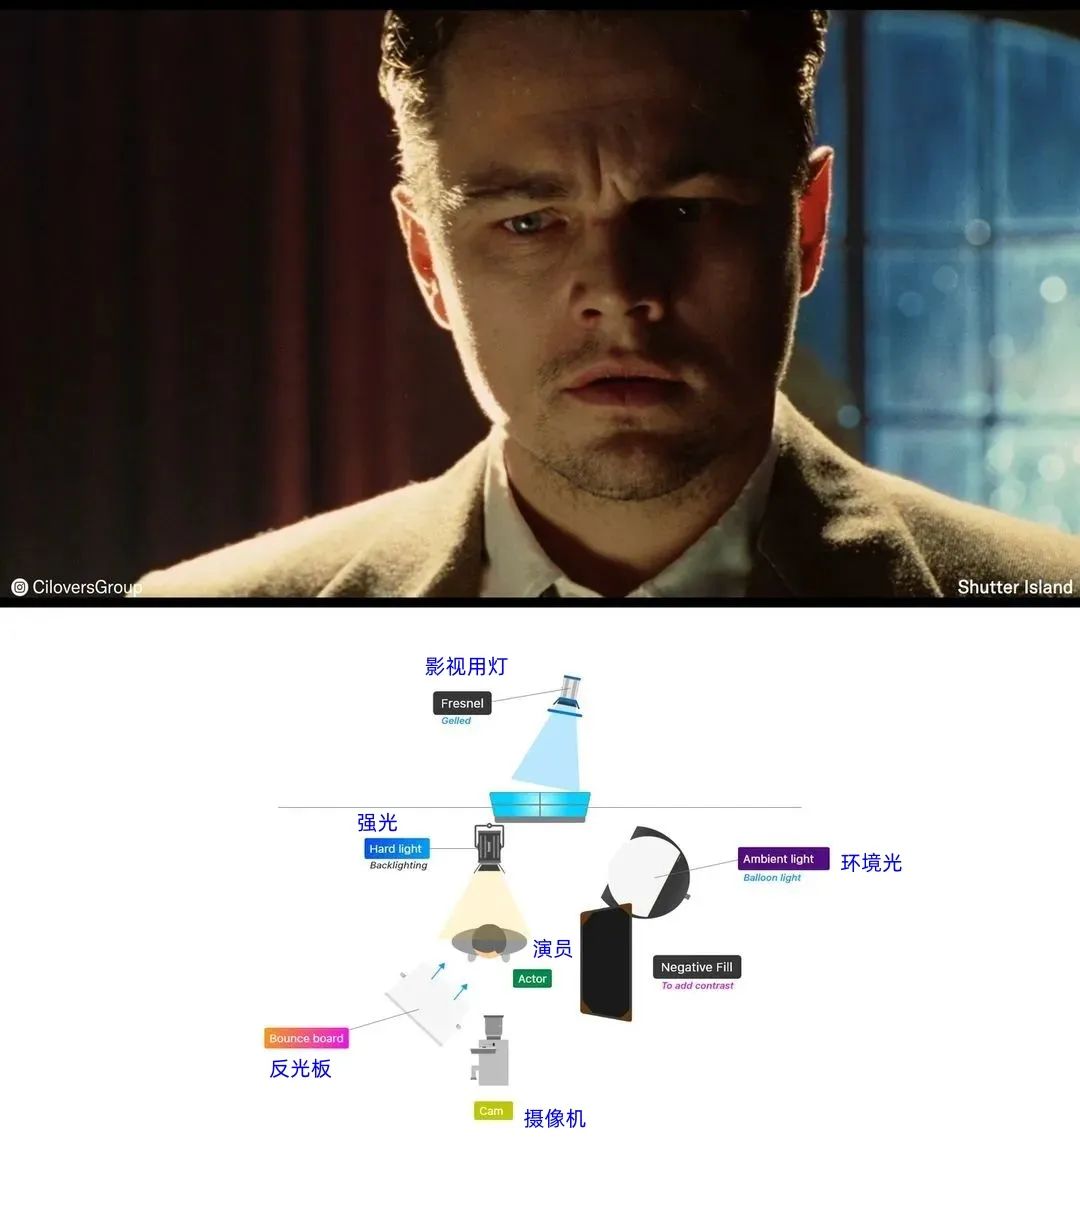 CiloversGroup
Shutter Island
影视用灯
Fresnel
Gelled
强光
Hard light
Backlighting
Ambient light
环境光
Balloon light
演员
Actor
Negative Fill
To add contrast
Bounce board
反光板
Cam
摄像机